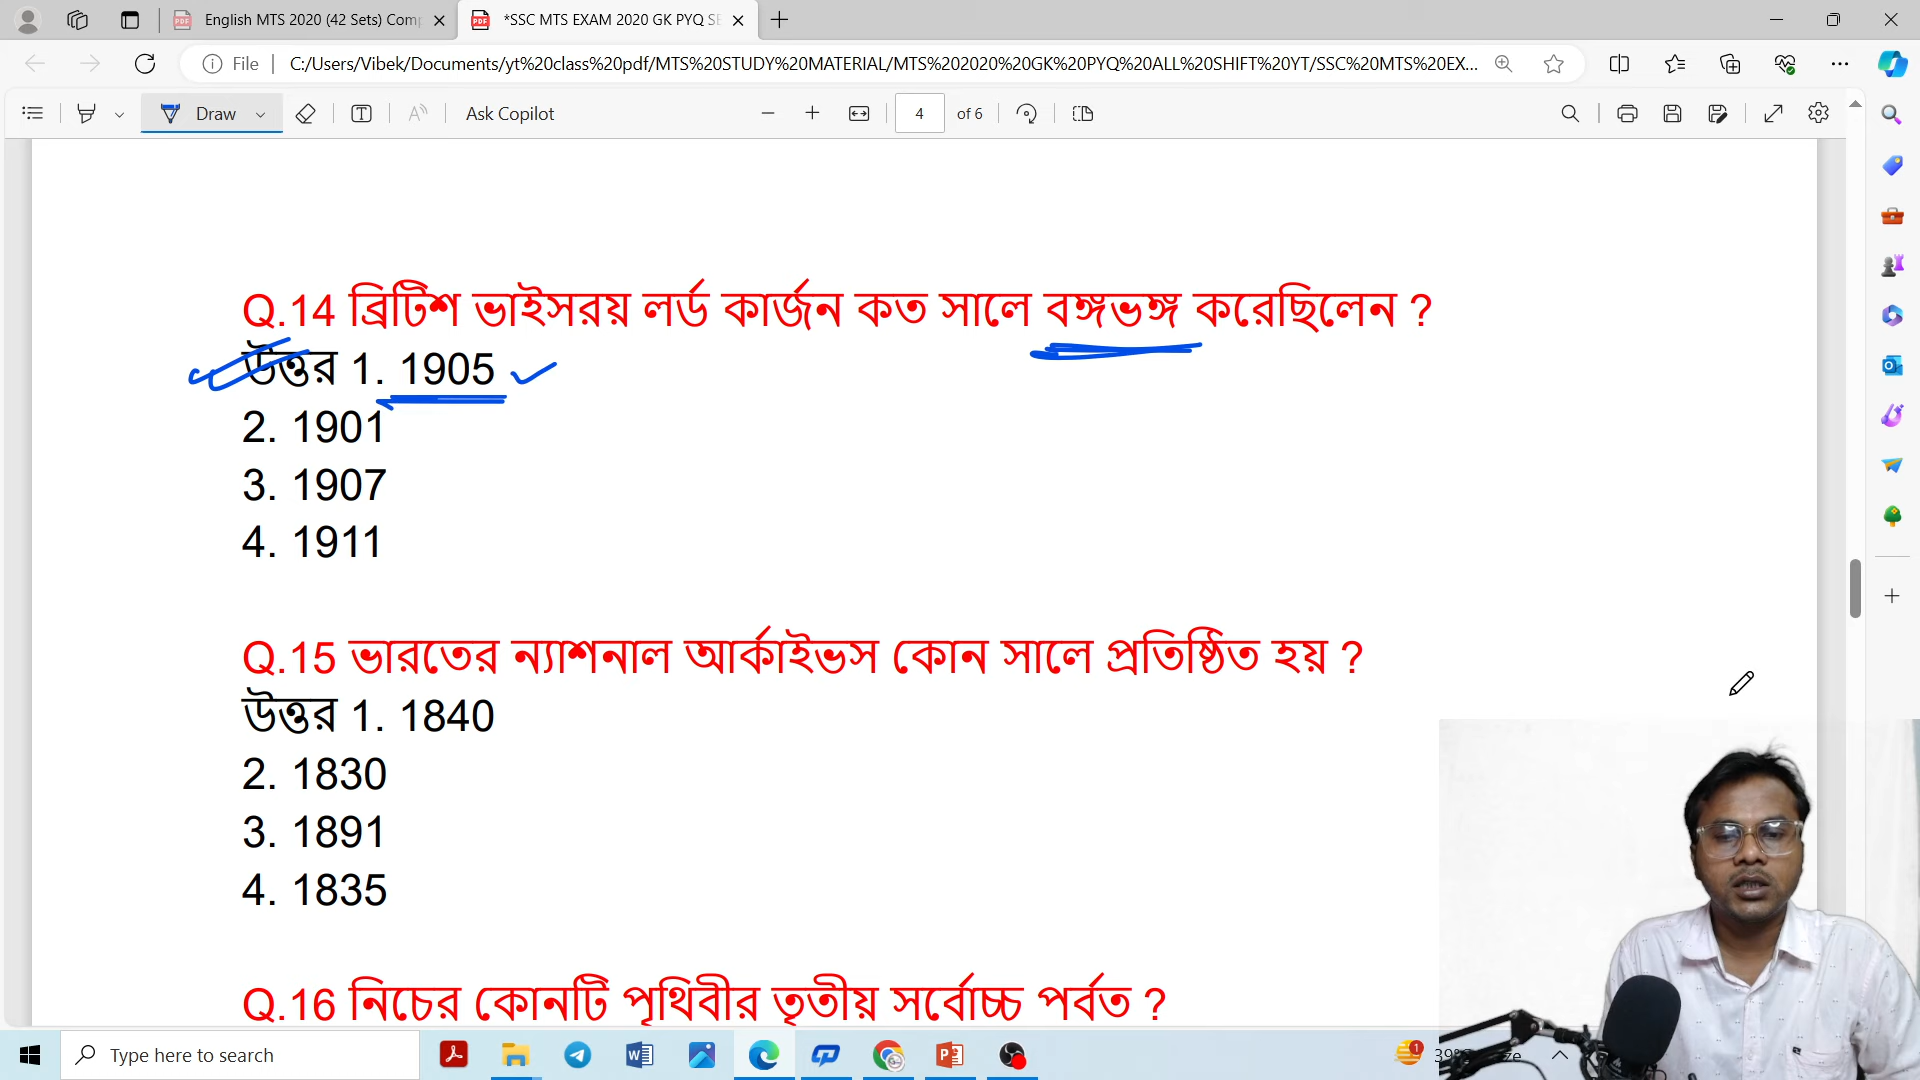 English MTS 2020 (42 Sets) Com
*SSC MTS EXAM 2020 GK PYQ SE
File
C:/Users/Vibek/Documents/yt%20class%20pdf/MTS%20STUDY%20MATERIAL/MTS%202020%20GK%20PYQ%20ALL%20SHIFT%20YT/SSC%20MTS%20EX...
Draw
Ask Copilot
4 of 6
Q.14 ব্রিটিশ ভাইসরয় লর্ড কার্জন কত সালে বঙ্গভঙ্গ করেছিলেন ?
উত্তর 1. 1905
2. 1901
3. 1907
4. 1911
Q.15 ভারতের ন্যাশনাল আর্কাইভস কোন সালে প্রতিষ্ঠিত হয় ?
উত্তর 1. 1840
2. 1830
3. 1891
4. 1835
Q.16 নিচের কোনটি পৃথিবীর তৃতীয় সর্বোচ্চ পর্বত ?
Type here to search